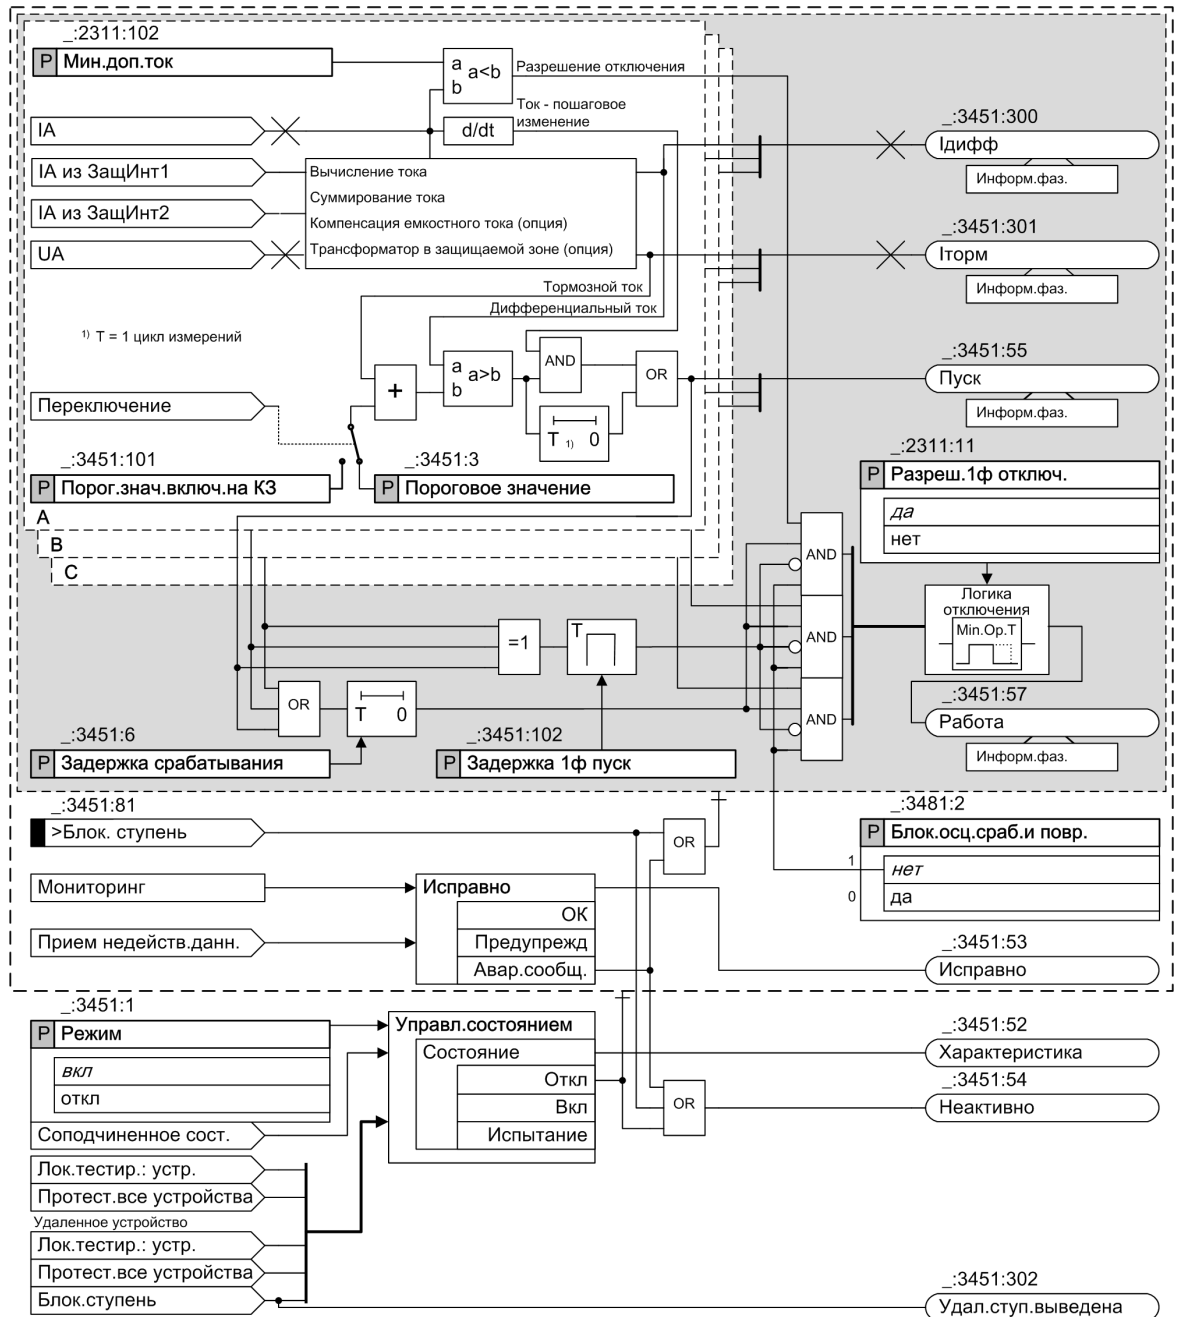 _:2311:102
P Мин.доп.ток
a
b
a<b
Разрешение отключения
Ток - пошаговое
изменение
IA
d/dt
_:3451:300
Iдифф
Информ.фаз.
IA из ЗащИнт1
IA из ЗащИнт2
UA
Вычисление тока
Суммирование тока
Компенсация емкостного тока (опция)
Трансформатор в защищаемой зоне (опция)
_:3451:301
Iторм
Информ.фаз.
Тормозной ток
Дифференциальный ток
1) T = 1 цикл измерений
a
b
a>b
AND
OR
+
T 1) 0
_:3451:55
Пуск
Информ.фаз.
Переключение
_:3451:101
P Порог.знач.включ.на КЗ
_:3451:3
P Пороговое значение
A
B
C
_:2311:11
P Разреш.1ф отключ.
да
нет
AND
AND
AND
Логика
отключения
Min.Op.T
=1
T
OR
T 0
_:3451:57
Работа
Информ.фаз.
_:3451:6
P Задержка срабатывания
_:3451:102
P Задержка 1ф пуск
_:3451:81
>Блок. ступень
OR
_:3481:2
P Блок.осц.сраб.и повр.
1
нет
0
да
Мониторинг
Прием недейств.данн.
Исправно
ОК
Предупрежд
Авар.сообщ.
_:3451:53
Исправно
_:3451:1
P Режим
вкл
откл
Соподчиненное сост.
Управл.состоянием
Состояние
Откл
Вкл
Испытание
OR
_:3451:52
Характеристика
_:3451:54
Неактивно
Лок.тестир.: устр.
Протест.все устройства
Удаленное устройство
Лок.тестир.: устр.
Протест.все устройства
Блок.ступень
_:3451:302
Удал.ступ.выведена